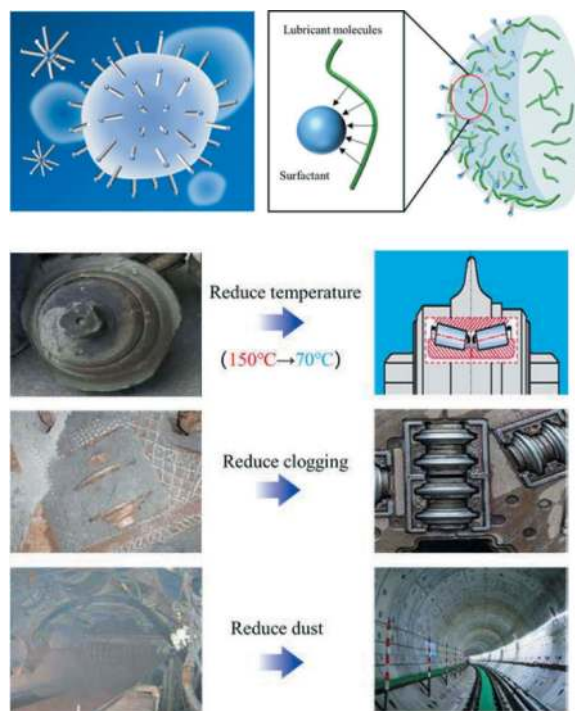 Lubricant molecules
Surfactant
Reduce temperature
(150°C→70°C)
Reduce clogging
Reduce dust